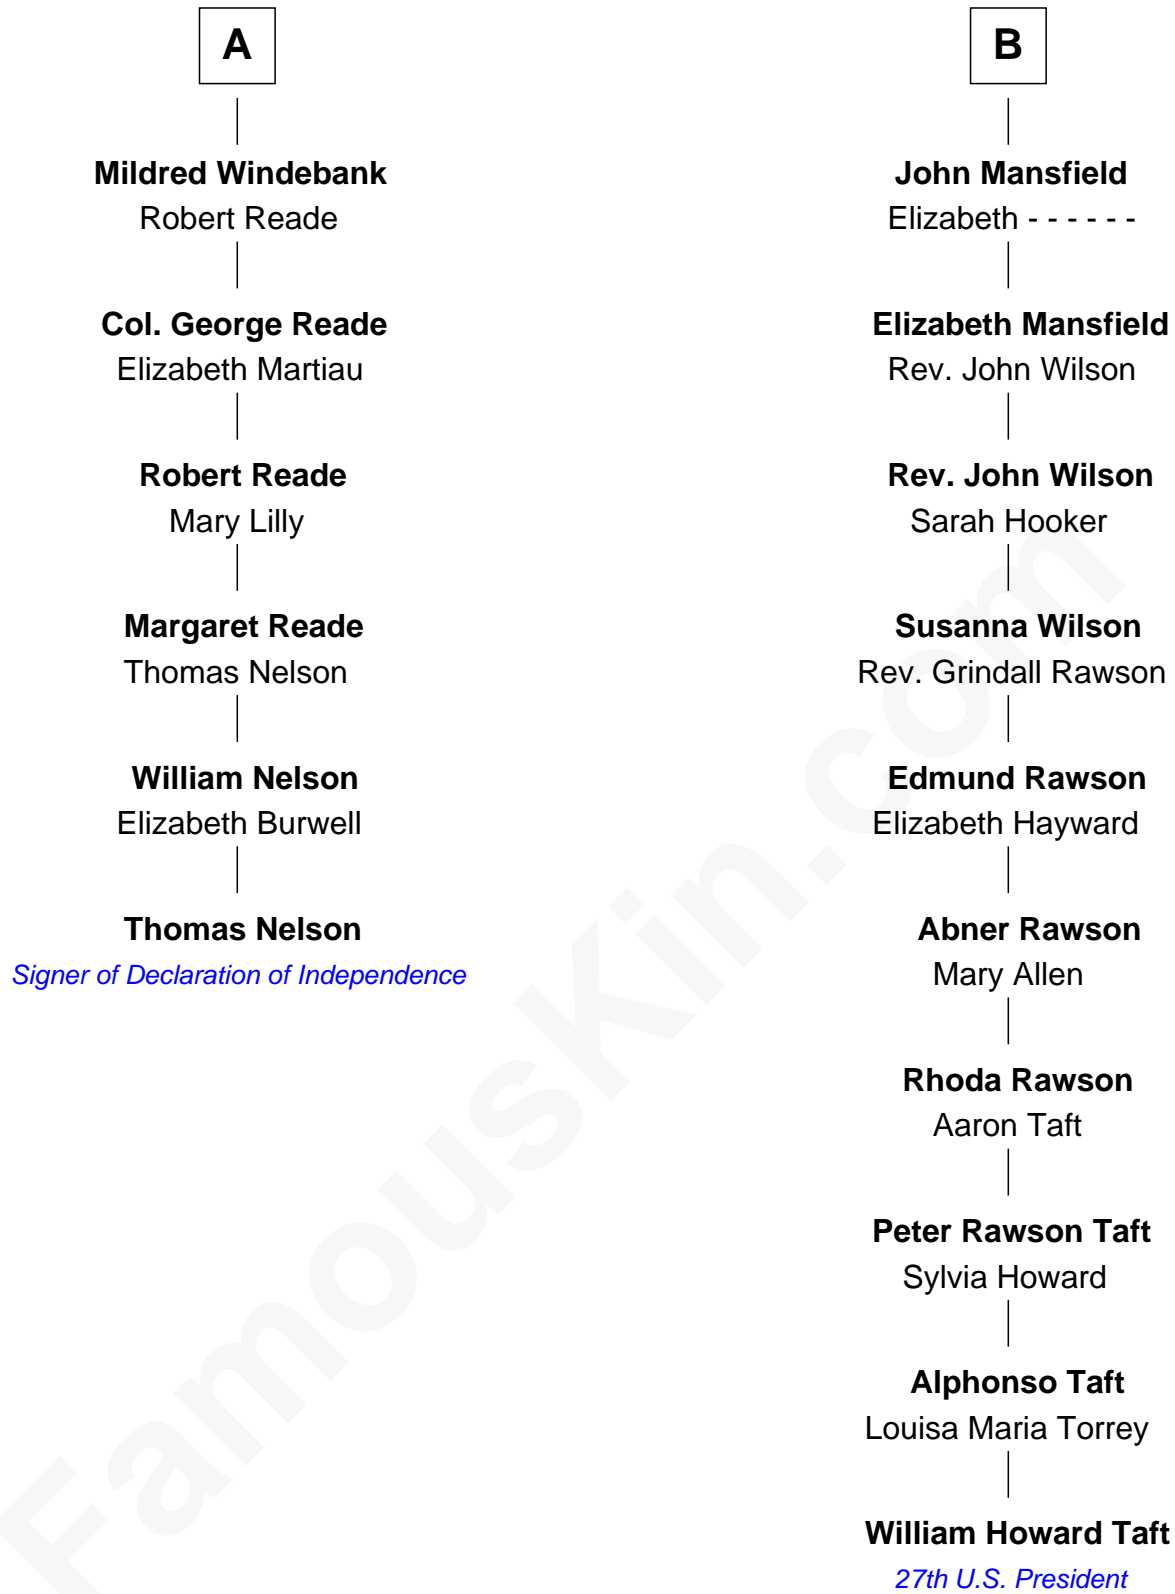 A
Mildred Windebank
Robert Reade
Col. George Reade
Elizabeth Martiau
Robert Reade
Mary Lilly
Margaret Reade
Thomas Nelson
William Nelson
Elizabeth Burwell
Thomas Nelson
Signer of Declaration of Independence
B
John Mansfield
Elizabeth - - - - - -
Elizabeth Mansfield
Rev. John Wilson
Rev. John Wilson
Sarah Hooker
Susanna Wilson
Rev. Grindall Rawson
Edmund Rawson
Elizabeth Hayward
Abner Rawson
Mary Allen
Rhoda Rawson
Aaron Taft
Peter Rawson Taft
Sylvia Howard
Alphonso Taft
Louisa Maria Torrey
William Howard Taft
27th U.S. President
FamousKin.com